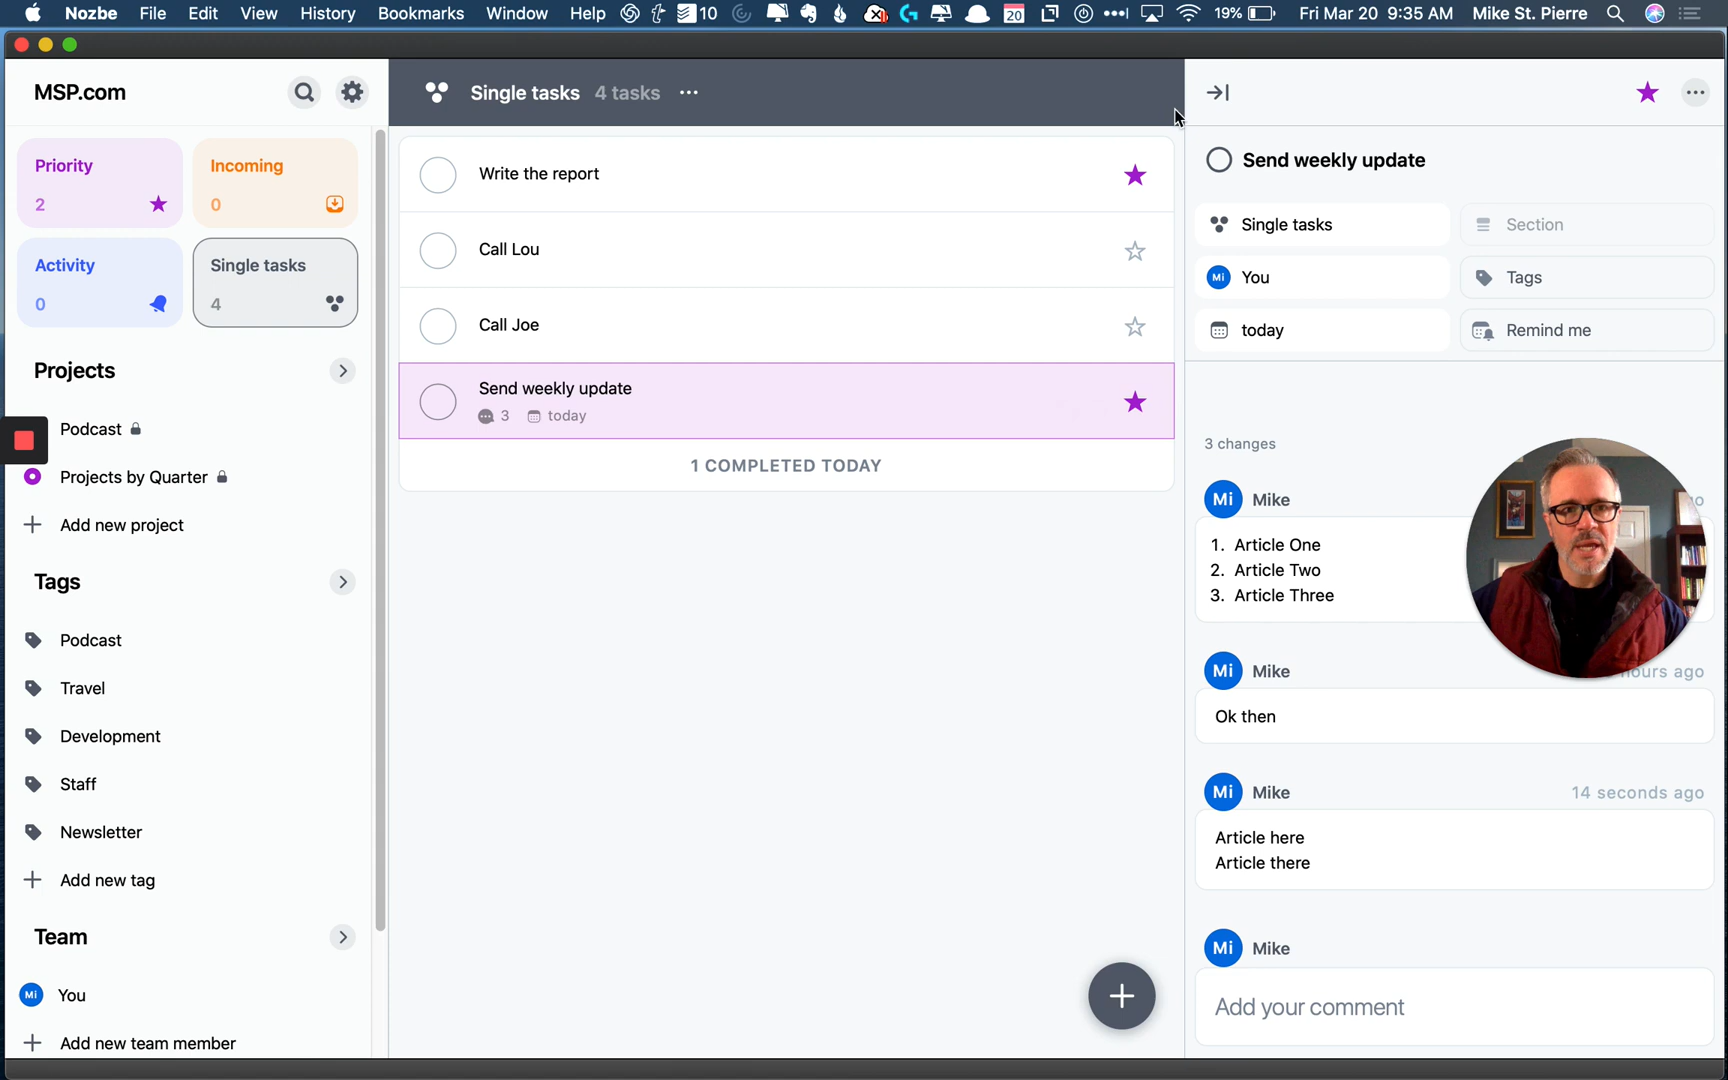 Nozbe File Edit View History Bookmarks Window Help 10 20 19% Fri Mar 20 9:35 AM Mike St. Pierre
MSP.com
Priority
2
Incoming
0
Activity
0
Single tasks
4
Projects
Podcast
Projects by Quarter
Add new project
Tags
Podcast
Travel
Development
Staff
Newsletter
Add new tag
Team
Mi You
Add new team member
Single tasks 4 tasks
Write the report
Call Lou
Call Joe
Send weekly update
3 today
1 COMPLETED TODAY
Send weekly update
Single tasks
Section
Mi You
Tags
today
Remind me
3 changes
Mi Mike
1. Article One
2. Article Two
3. Article Three
Mi Mike hours ago
Ok then
Mi Mike 14 seconds ago
Article here
Article there
Mi Mike
Add your comment